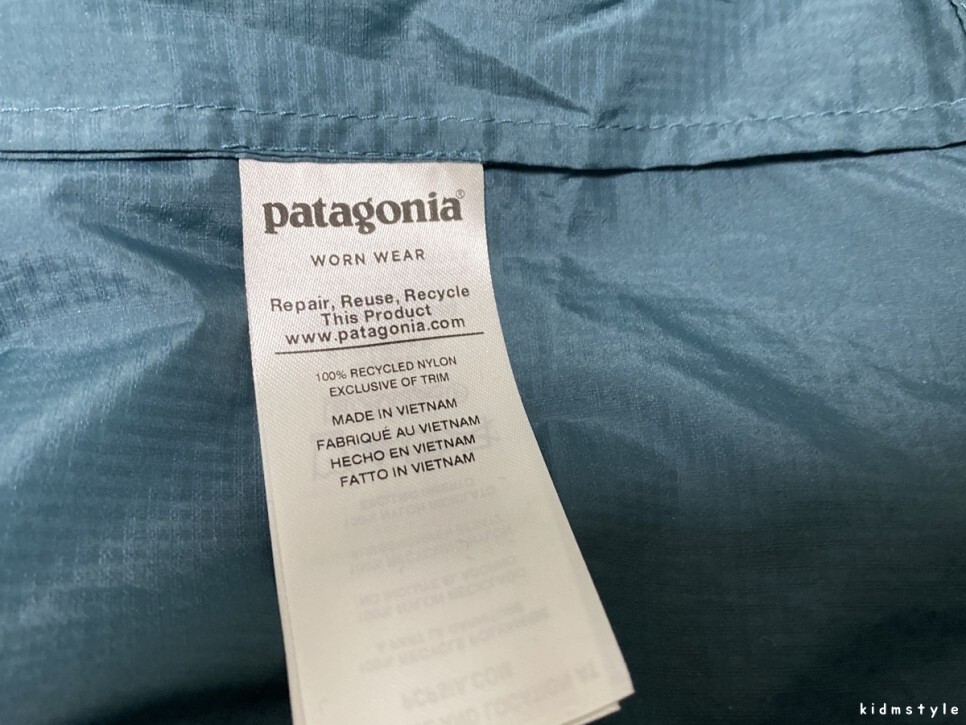 patagonia®
WORN WEAR
Repair, Reuse, Recycle
This Product
www.patagonia.com
100% RECYCLED NYLON
EXCLUSIVE OF TRIM
MADE IN VIETNAM
FABRIQUÉ AU VIETNAM
HECHO EN VIETNAM
FATTO IN VIETNAM
kidmstyle